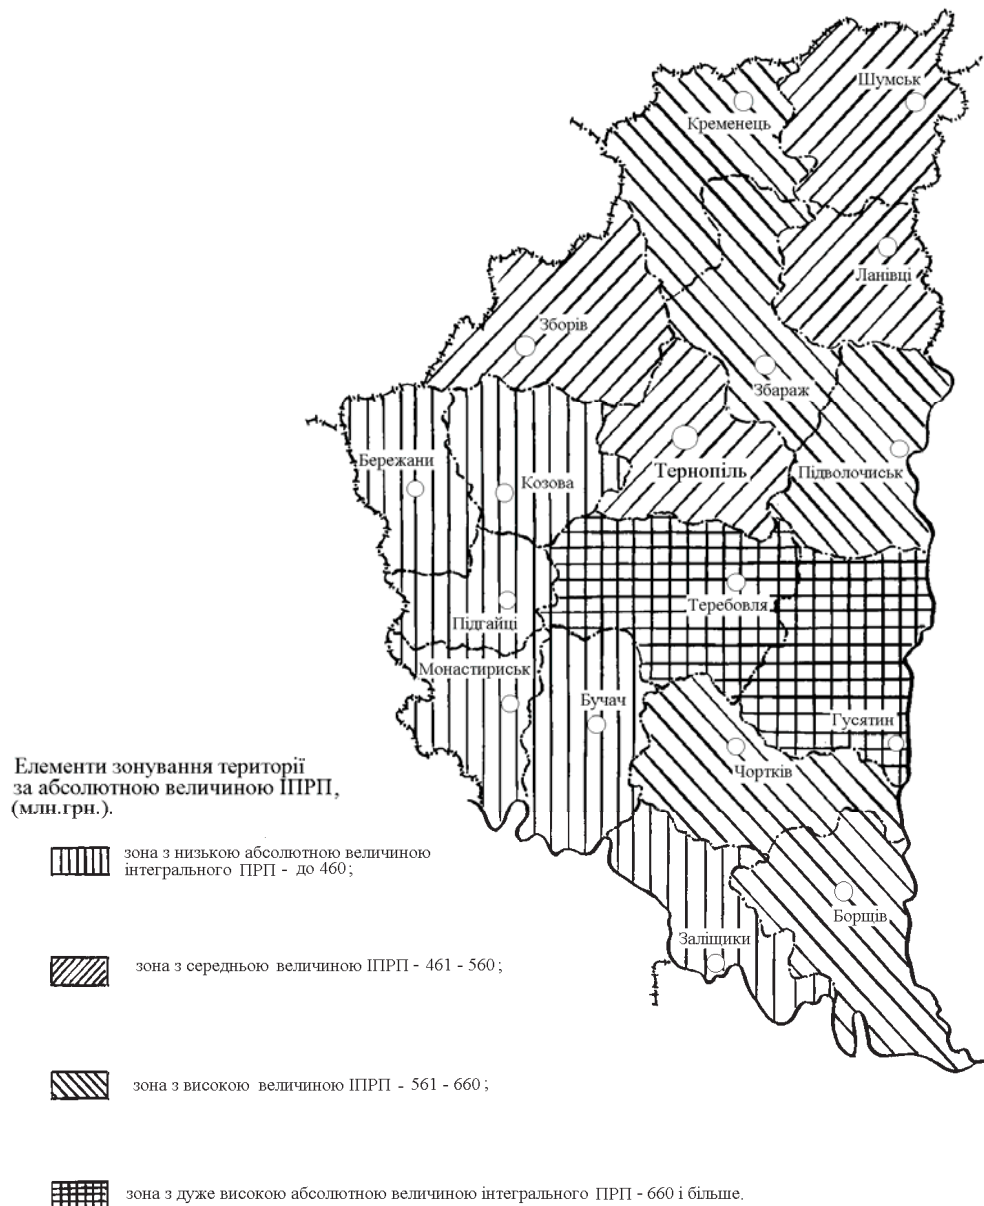 Шумськ
Кременець
Ланівці
Зборів
Збараж
Бережани
Козова
Тернопіль
Підволочиськ
Теребовля
Підгайці
Монастириськ
Бучач
Гусятин
Чортків
Борщів
Заліщики
Елементи зонування території
за абсолютною величиною ІПРП,
(млн.грн.).
зона з низькою абсолютною величиною
інтегрального ПРП - до 460;
зона з середньою величиною ІПРП - 461 - 560;
зона з високою величиною ІПРП - 561 - 660;
зона з дуже високою абсолютною величиною інтегрального ПРП - 660 і більше.